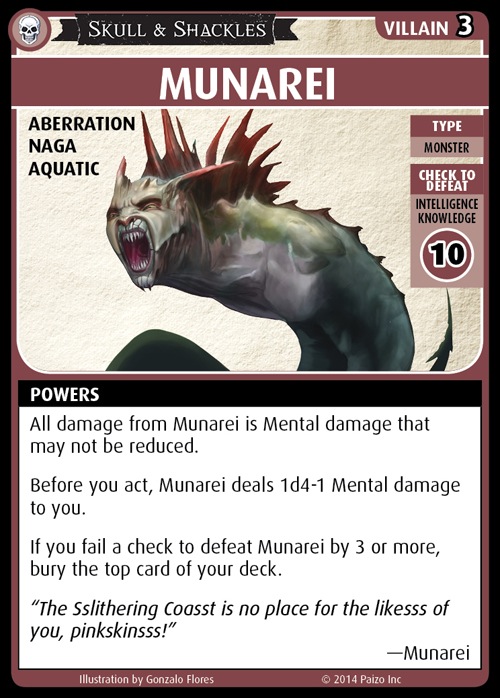 SKULL & SHACKLES
VILLAIN 3
MUNAREI
ABERRATION
NAGA
AQUATIC
TYPE
MONSTER
CHECK TO
DEFEAT
INTELLIGENCE
KNOWLEDGE
10
POWERS
All damage from Munarei is Mental damage that
may not be reduced.
Before you act, Munarei deals 1d4-1 Mental damage
to you.
If you fail a check to defeat Munarei by 3 or more,
bury the top card of your deck.
“The Sslithering Coasst is no place for the likesss of
you, pinkskinsss!”
—Munarei
Illustration by Gonzalo Flores
© 2014 Paizo Inc